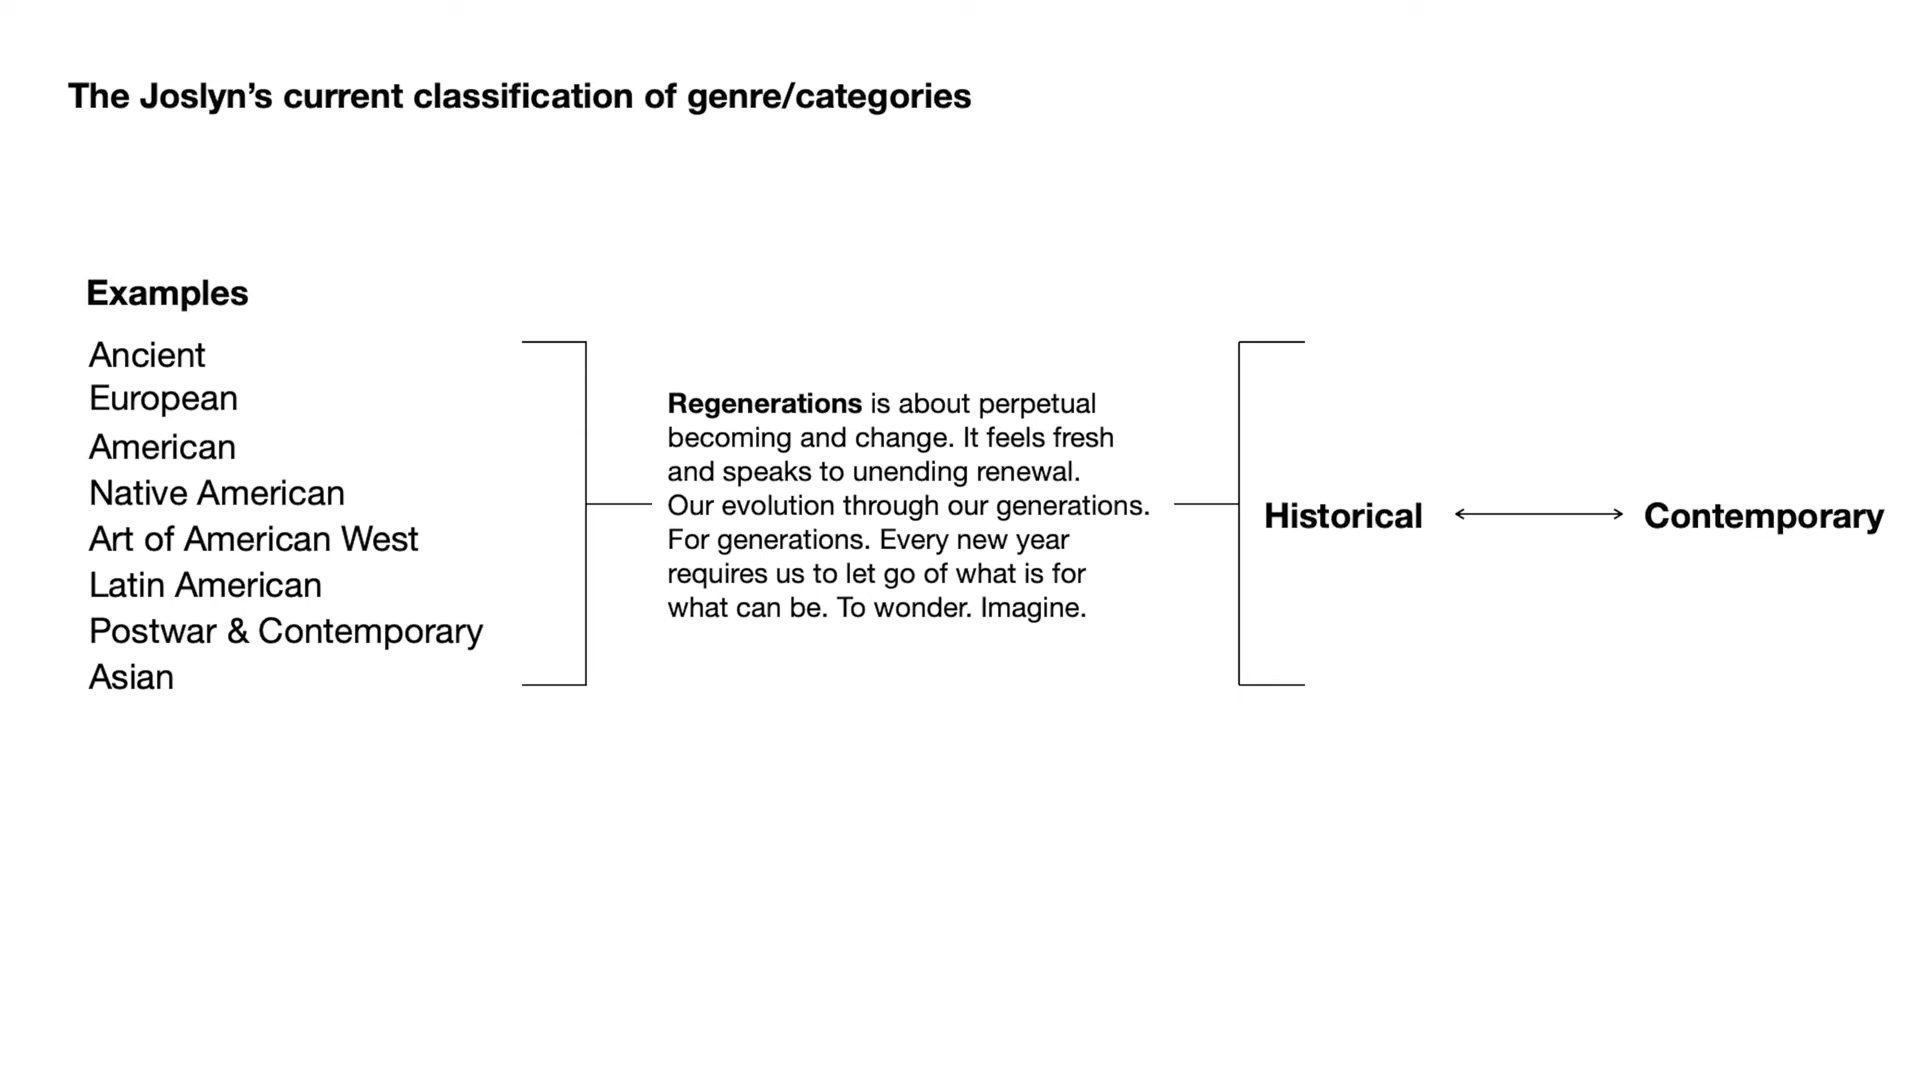 The Joslyn’s current classification of genre/categories
Examples
Ancient
European
American
Native American
Art of American West
Latin American
Postwar & Contemporary
Asian
Regenerations is about perpetual
becoming and change. It feels fresh
and speaks to unending renewal.
Our evolution through our generations.
For generations. Every new year
requires us to let go of what is for
what can be. To wonder. Imagine.
Historical
Contemporary